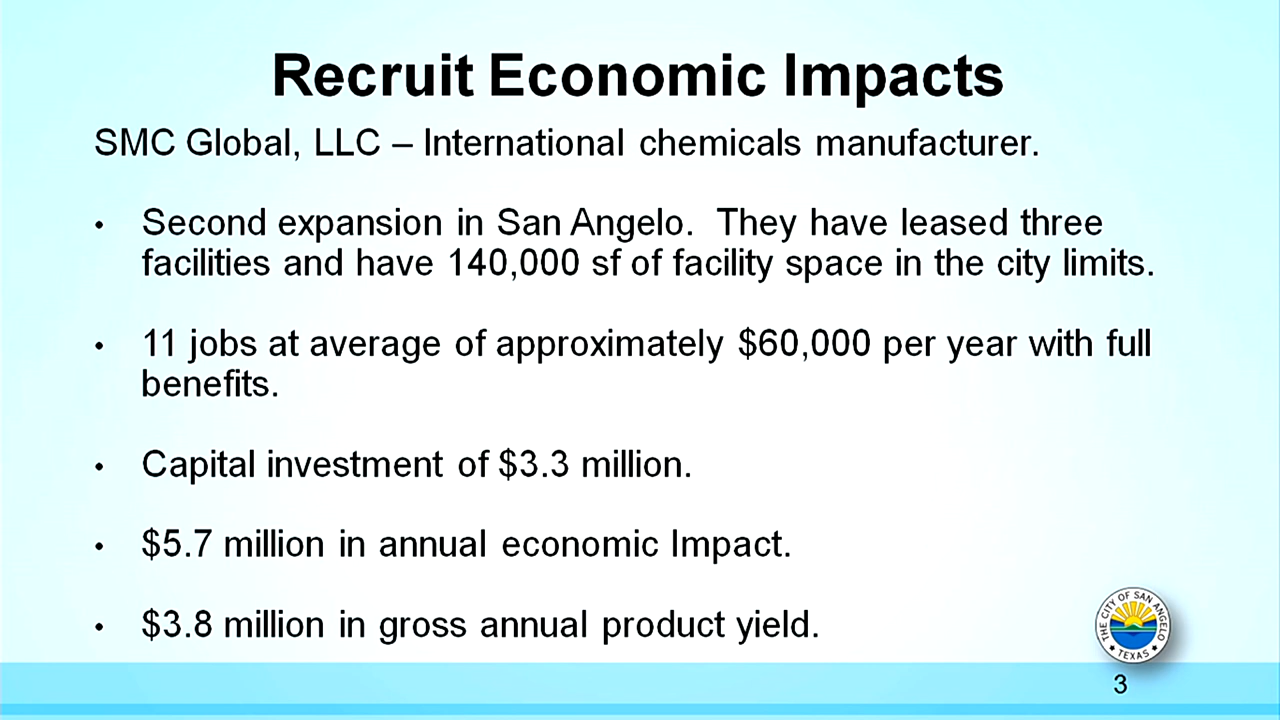 Recruit Economic Impacts
SMC Global, LLC – International chemicals manufacturer.
• Second expansion in San Angelo.  They have leased three
facilities and have 140,000 sf of facility space in the city limits.
• 11 jobs at average of approximately $60,000 per year with full
benefits.
• Capital investment of $3.3 million.
• $5.7 million in annual economic Impact.
• $3.8 million in gross annual product yield.
THE CITY OF SAN ANGELO
TEXAS
3